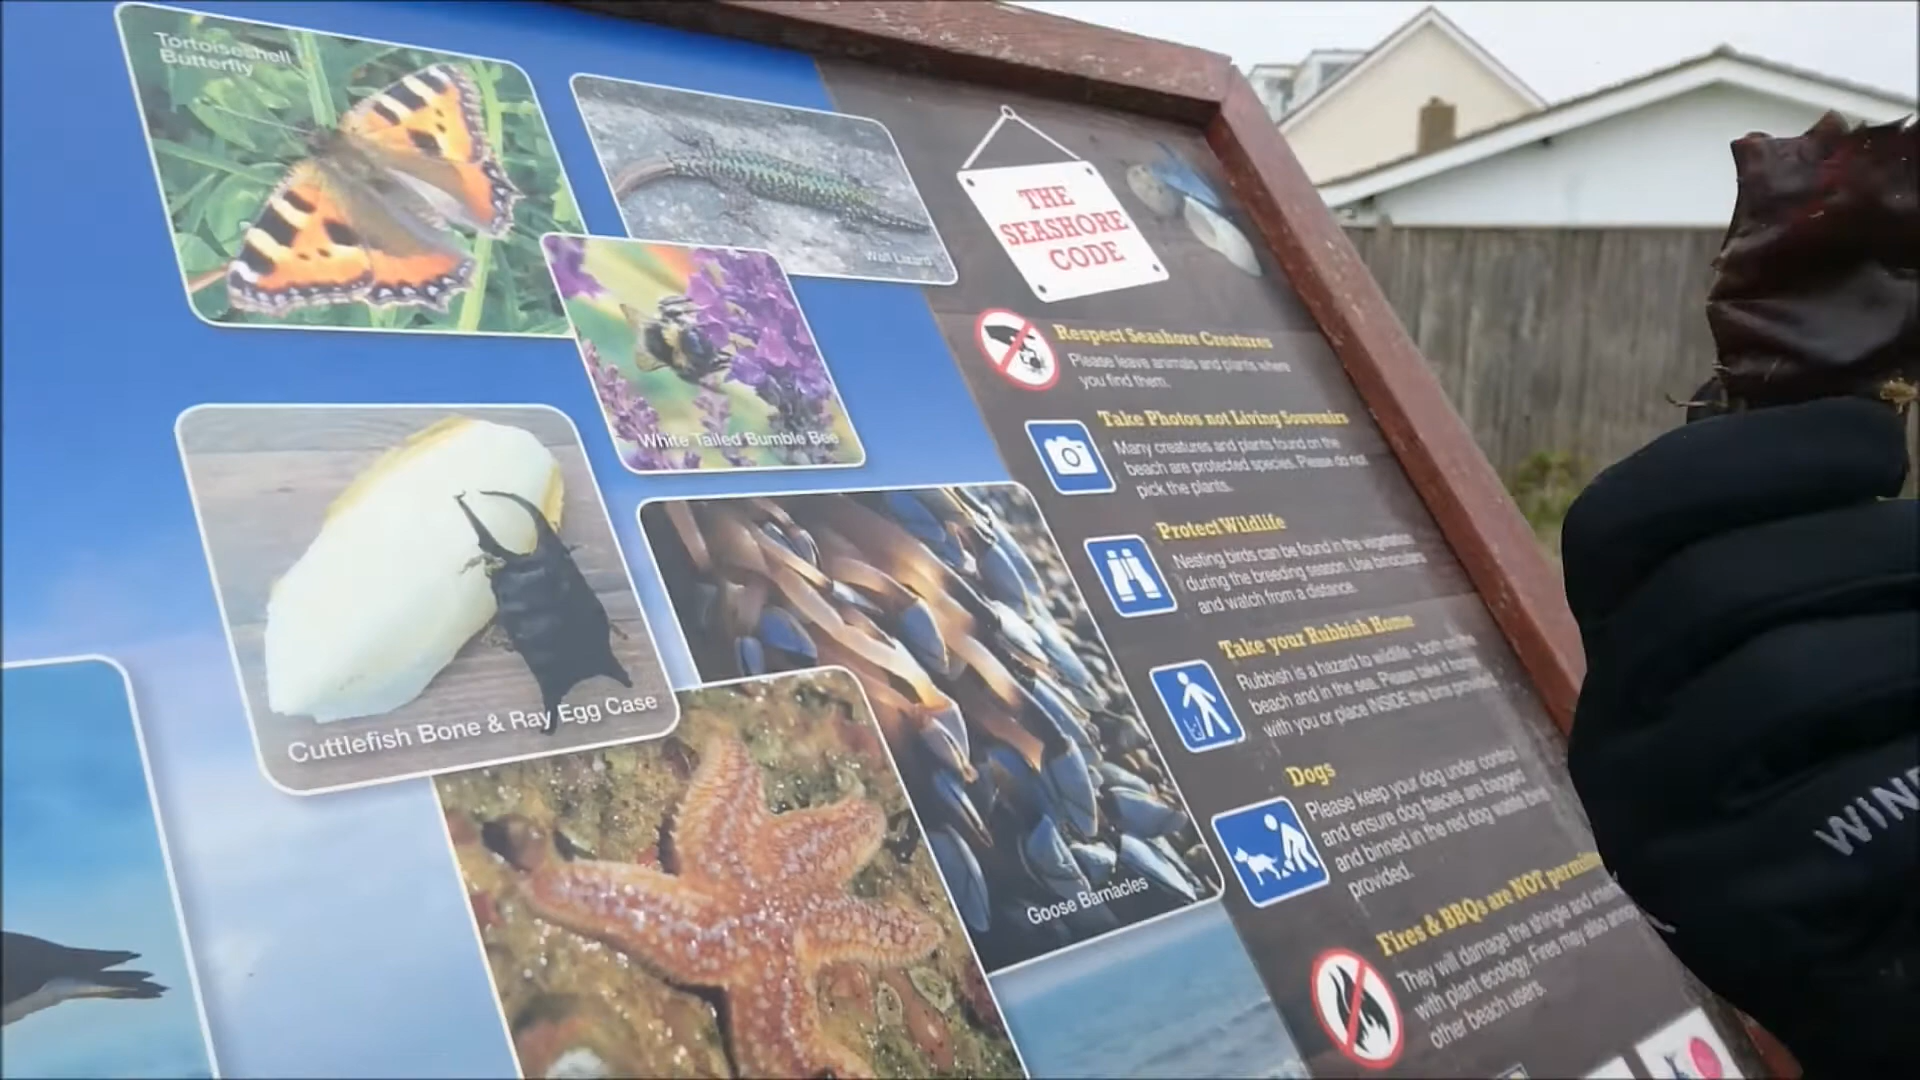 Tortoiseshell
Butterfly
Wall Lizard
White Tailed Bumble Bee
Cuttlefish Bone & Ray Egg Case
Goose Barnacles
THE
SEASHORE
CODE
Respect Seashore Creatures
Please leave animals and plants where
you find them.
Take Photos not Living Souvenirs
Many creatures and plants found on the
beach are protected species. Please do not
pick the plants.
Protect Wildlife
Nesting birds can be found in the vegetation
during the breeding season. Use binoculars
and watch from a distance.
Take your Rubbish Home
Rubbish is a hazard to wildlife - both on the
beach and in the sea. Please take it home
with you or place INSIDE the bins provided
Dogs
Please keep your dog under control
and ensure dog faeces are bagged
and binned in the red dog waste bins
provided.
Fires & BBQs are NOT
They will damage the shingle and
with plant ecology. Fires may also
other beach users.